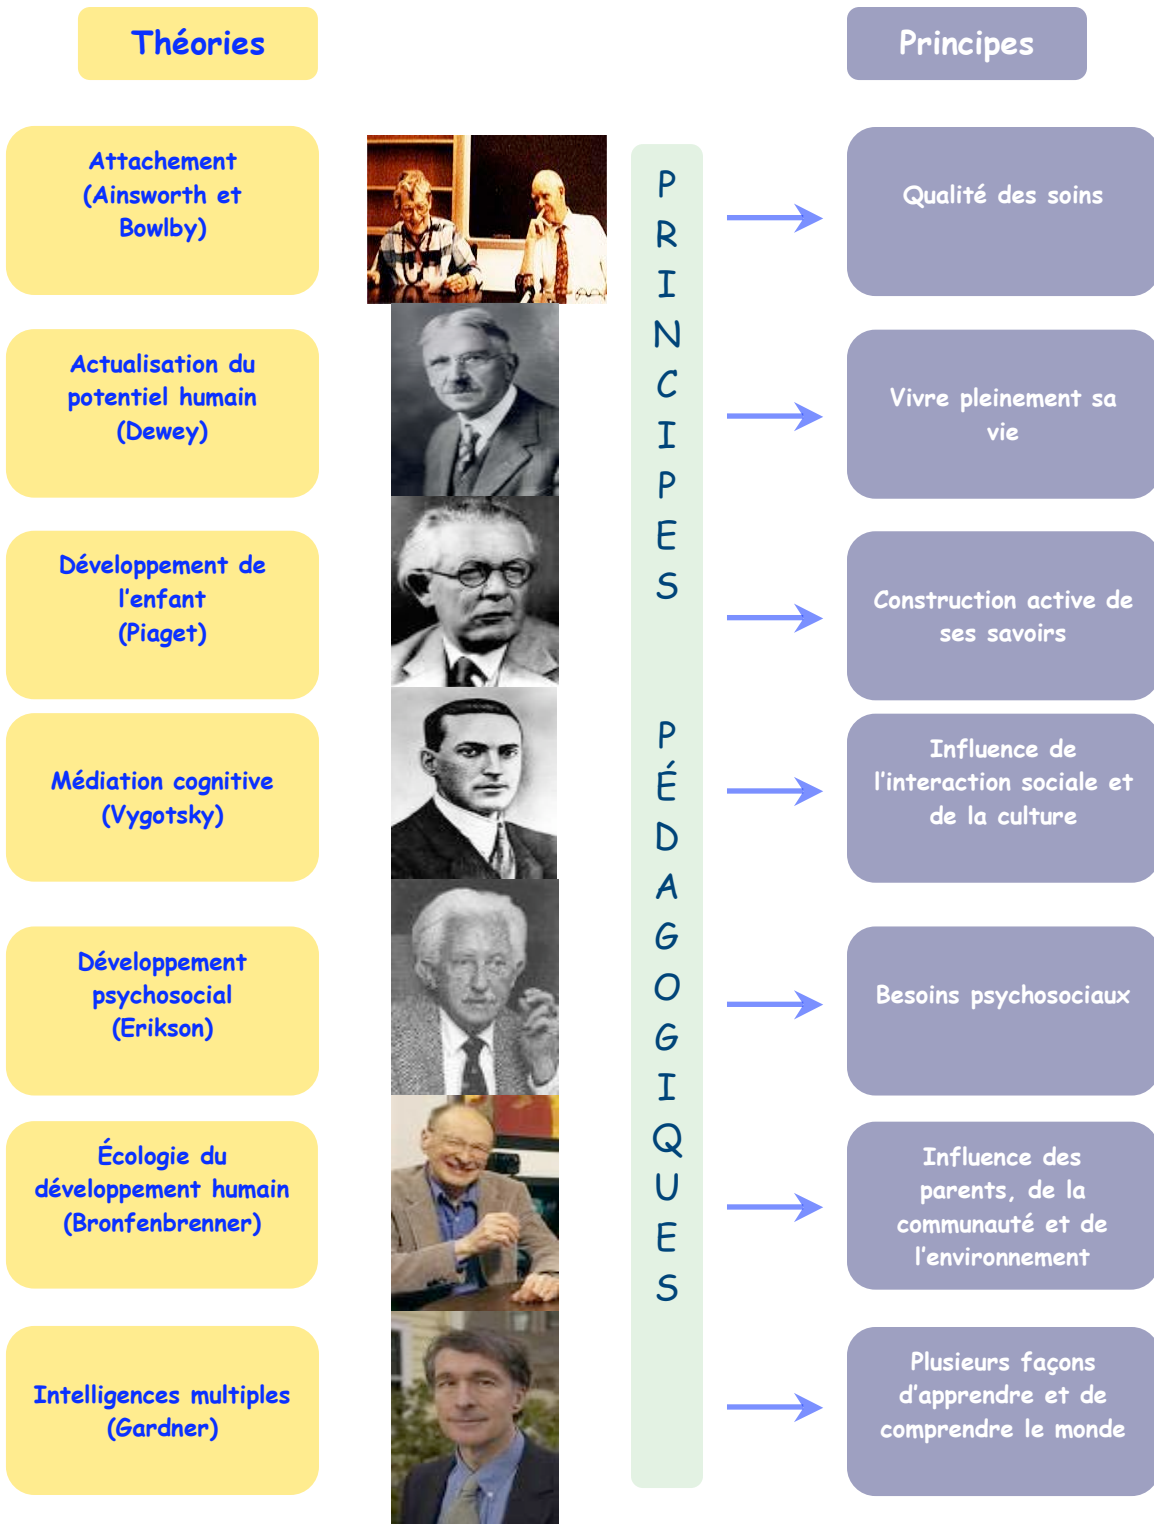 Théories
Principes
Attachement
(Ainsworth et
Bowlby)
Qualité des soins
Actualisation du
potentiel humain
(Dewey)
Vivre pleinement sa
vie
Développement de
l'enfant
(Piaget)
Construction active de
ses savoirs
Médiation cognitive
(Vygotsky)
Influence de
l'interaction sociale et
de la culture
Développement
psychosocial
(Erikson)
Besoins psychosociaux
Écologie du
développement humain
(Bronfenbrenner)
Influence des
parents, de la
communauté et de
l'environnement
Intelligences multiples
(Gardner)
Plusieurs façons
d'apprendre et de
comprendre le monde
PRINCIPES PÉDAGOGIQUES